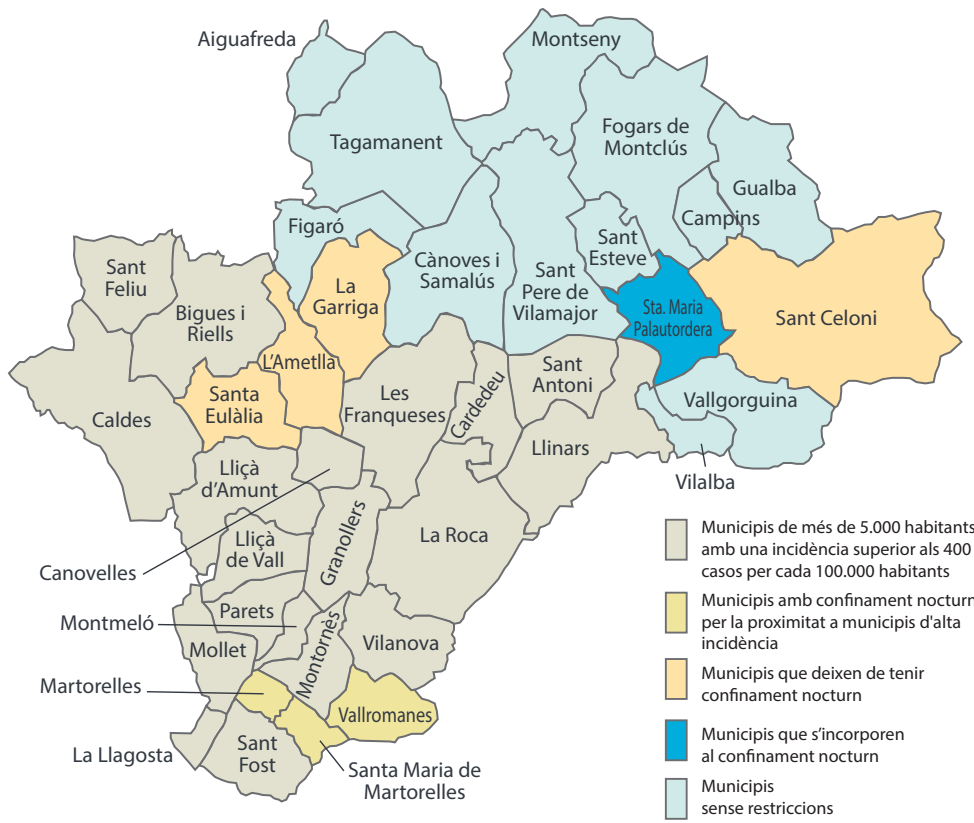 Aiguafreda
Montseny
Tagamanent
Fogars de
Montclús
Gualba
Campins
Figaró
Sant
Esteve
Cànoves i
Samalús
Sant
Pere de
Vilamajor
Sant
Feliu
Bigues i
Riells
La
Garriga
Sta. Maria
Palautordera
Sant Celoni
L'Ametlla
Santa
Eulàlia
Caldes
Les
Franqueses
Cardedeu
Sant
Antoni
Vallgorguina
Llinars
Vilalba
Lliçà
d'Amunt
Canovelles
Granollers
La Roca
Lliçà
de Vall
Parets
Montmeló
Mollet
Montornès
Vilanova
Martorelles
Vallromanes
La Llagosta
Sant
Fost
Santa Maria de
Martorelles
Municipis de més de 5.000 habitants
amb una incidència superior als 400
casos per cada 100.000 habitants
Municipis amb confinament nocturn
per la proximitat a municipis d'alta
incidència
Municipis que deixen de tenir
confinament nocturn
Municipis que s'incorporen
al confinament nocturn
Municipis
sense restriccions